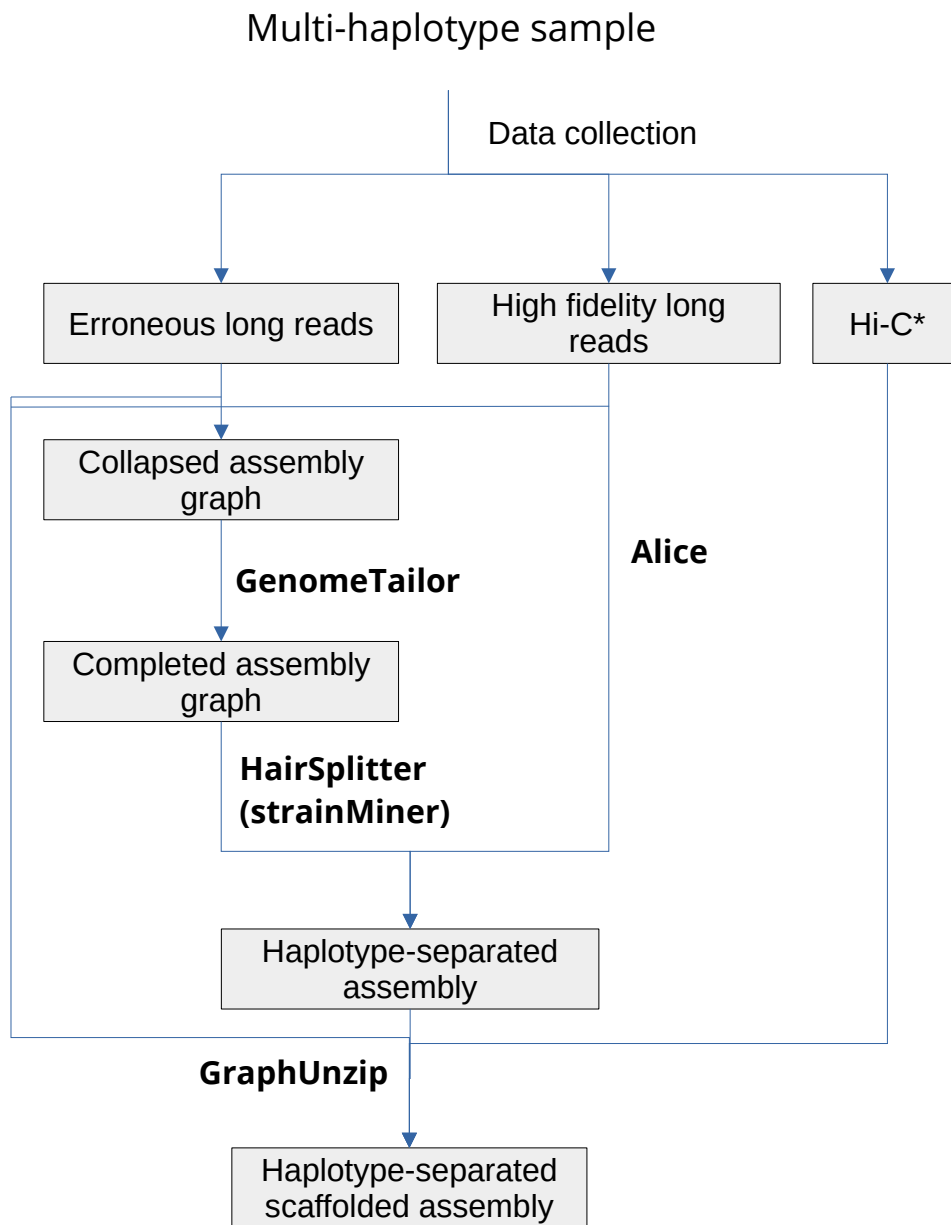 Multi-haplotype sample
Data collection
Erroneous long reads
High fidelity long
reads
Hi-C*
Collapsed assembly
graph
Alice
GenomeTailor
Completed assembly
graph
HairSplitter
(strainMiner)
Haplotype-separated
assembly
GraphUnzip
Haplotype-separated
scaffolded assembly